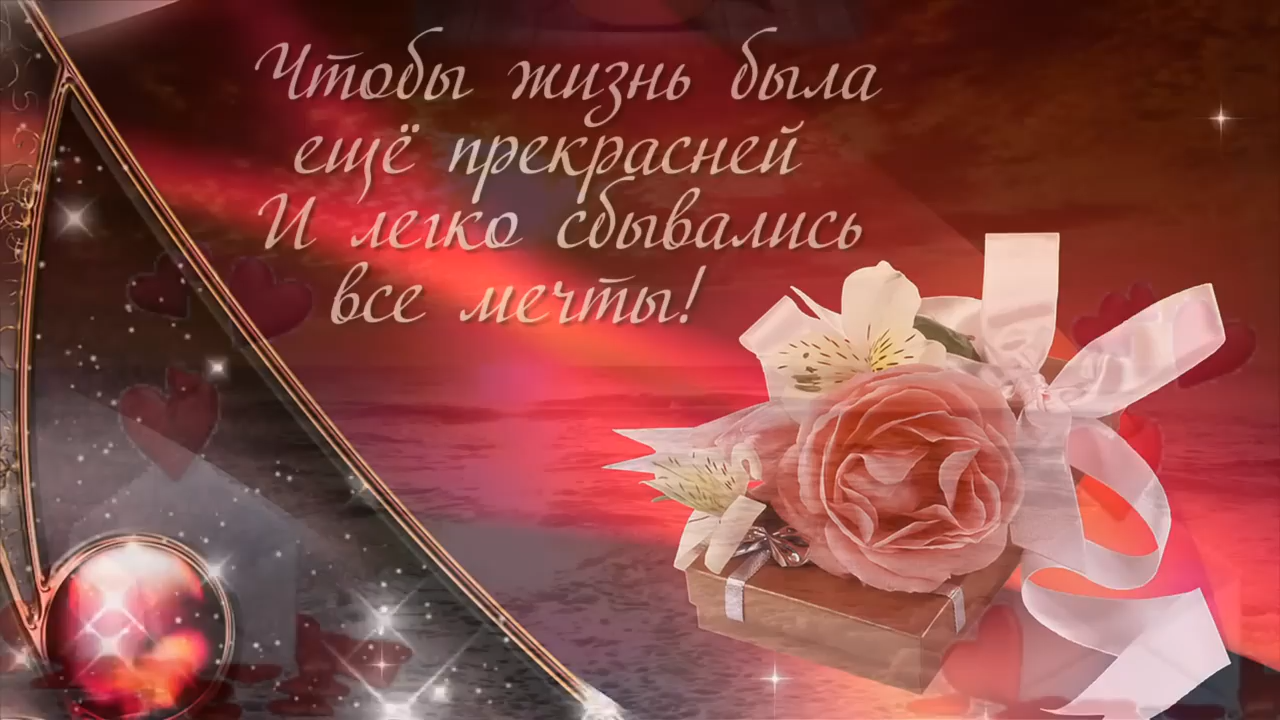 Чтобы жизнь была
ещё прекрасней
И легко сбывались
все мечты!